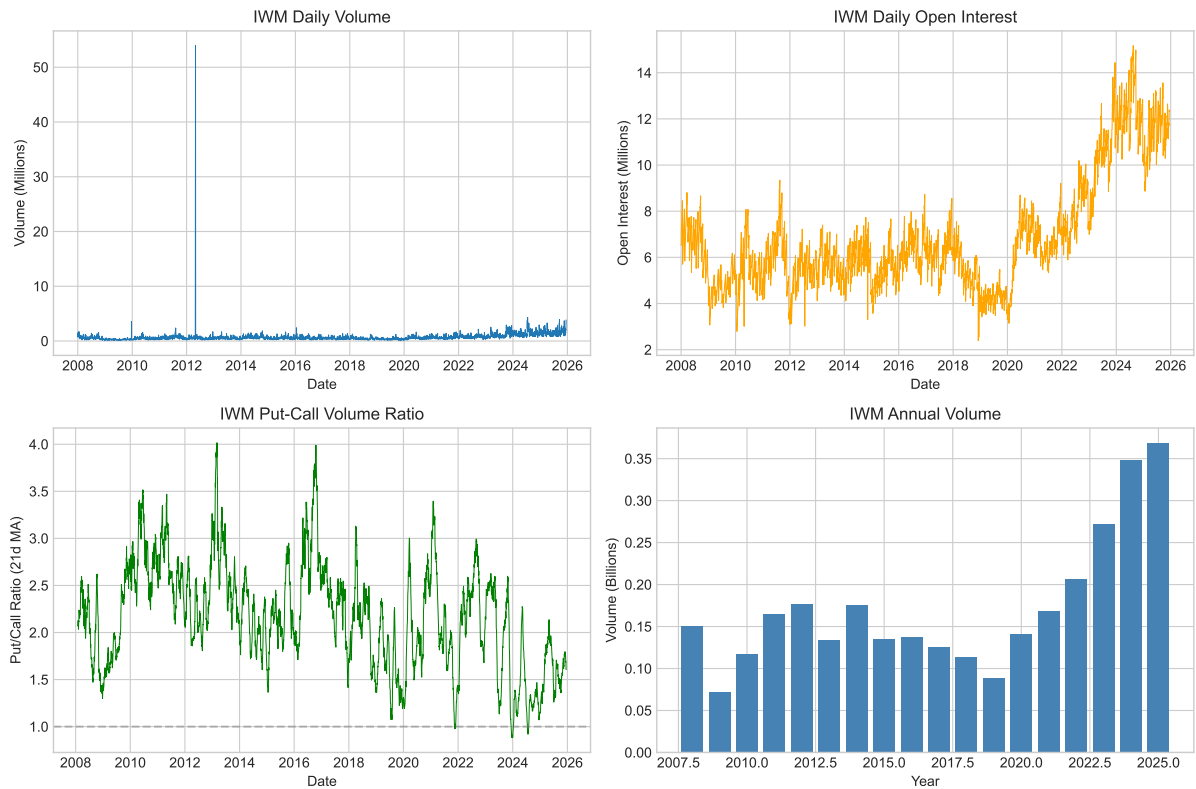 IWM Daily Volume
Volume (Millions)
50
40
30
20
10
0
2008 2010 2012 2014 2016 2018 2020 2022 2024 2026
Date
IWM Daily Open Interest
Open Interest (Millions)
14
12
10
8
6
4
2
2008 2010 2012 2014 2016 2018 2020 2022 2024 2026
Date
IWM Put-Call Volume Ratio
Put/Call Ratio (21d MA)
4.0
3.5
3.0
2.5
2.0
1.5
1.0
2008 2010 2012 2014 2016 2018 2020 2022 2024 2026
Date
IWM Annual Volume
Volume (Billions)
0.35
0.30
0.25
0.20
0.15
0.10
0.05
0.00
2007.5 2010.0 2012.5 2015.0 2017.5 2020.0 2022.5 2025.0
Year